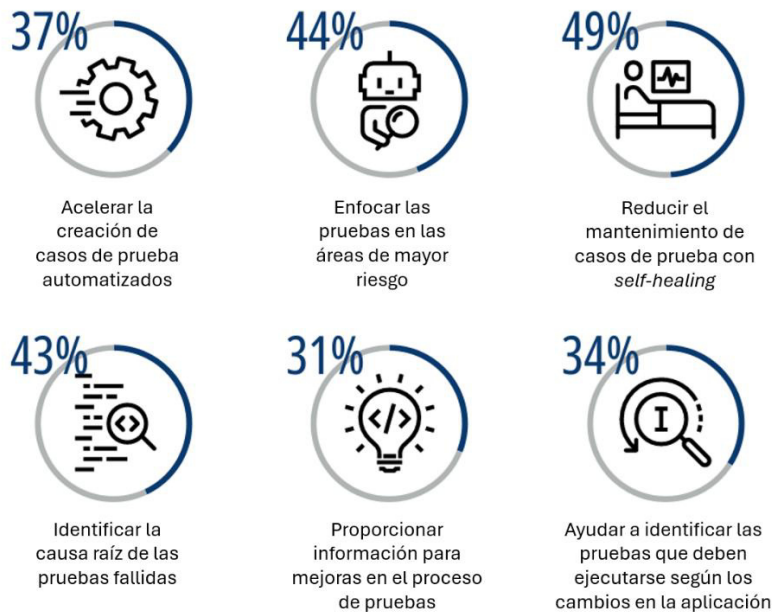 37%
44%
49%
Acelerar la
creación de
casos de prueba
automatizados
Enfocar las
pruebas en las
áreas de mayor
riesgo
Reducir el
mantenimiento de
casos de prueba con
self-healing
43%
31%
34%
</>
I
<>
Identificar la
causa raíz de las
pruebas fallidas
Proporcionar
información para
mejoras en el proceso
de pruebas
Ayudar a identificar las
pruebas que deben
ejecutarse según los
cambios en la aplicación